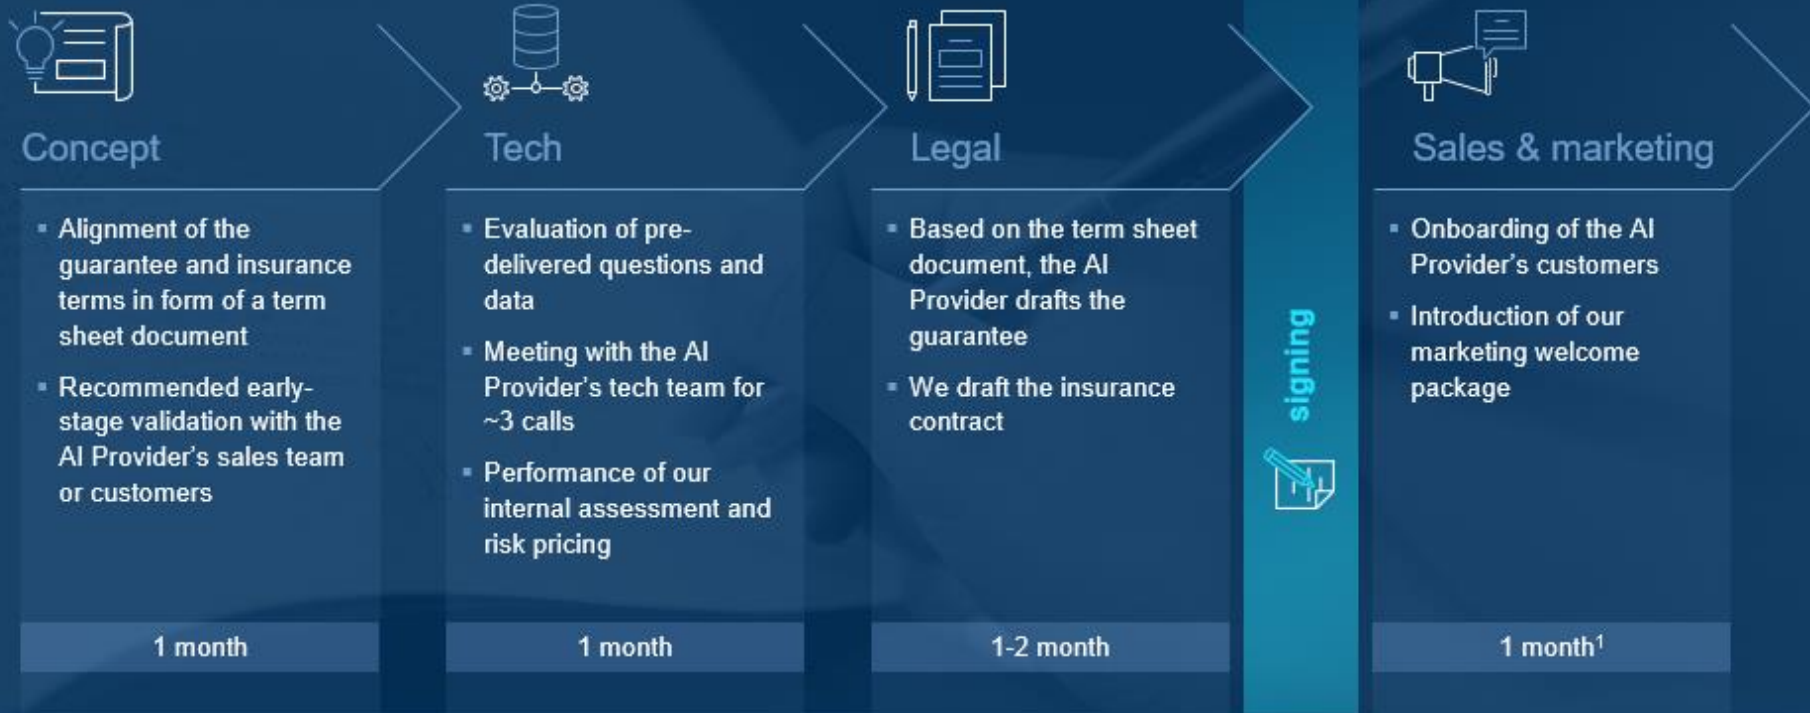 Concept
Alignment of the
guarantee and insurance
terms in form of a term
sheet document
Recommended early-
stage validation with the
AI Provider's sales team
or customers
1 month
Tech
Evaluation of pre-
delivered questions and
data
Meeting with the AI
Provider's tech team for
~3 calls
Performance of our
internal assessment and
risk pricing
1 month
Legal
Based on the term sheet
document, the AI
Provider drafts the
guarantee
We draft the insurance
contract
1-2 month
signing
Sales & marketing
Onboarding of the AI
Provider's customers
Introduction of our
marketing welcome
package
1 month¹